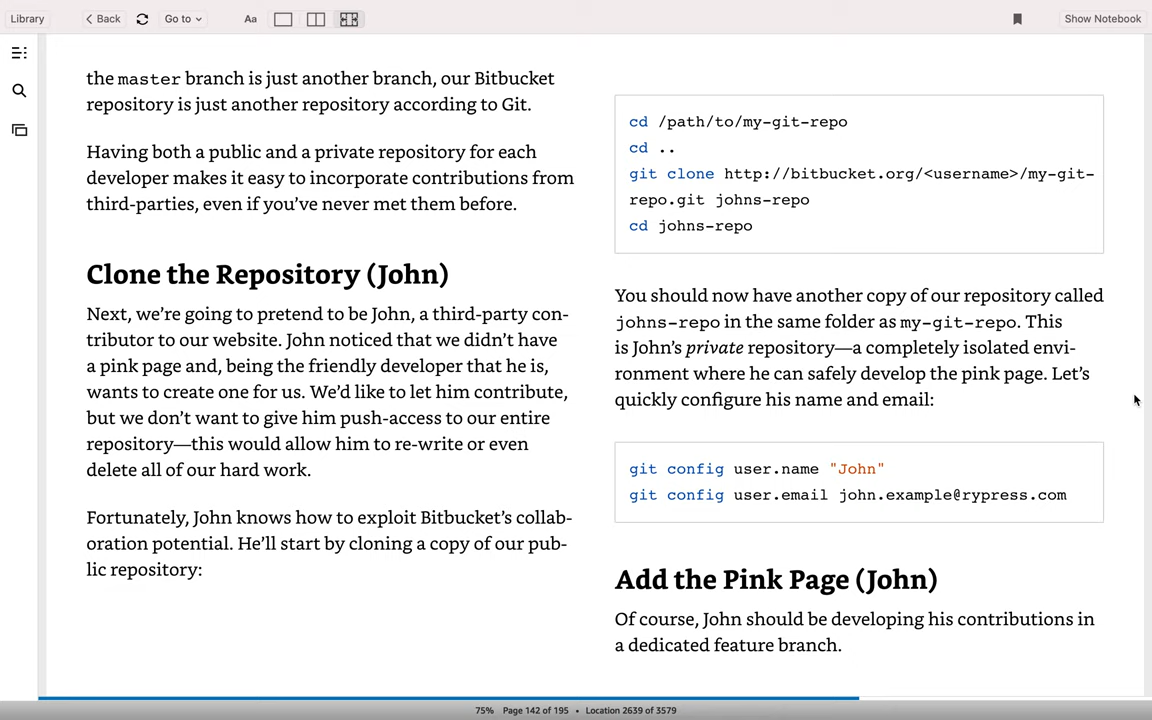 Library
Back
Go to
Aa
Show Notebook
the master branch is just another branch, our Bitbucket
repository is just another repository according to Git.
Having both a public and a private repository for each
developer makes it easy to incorporate contributions from
third-parties, even if you’ve never met them before.
Clone the Repository (John)
Next, we’re going to pretend to be John, a third-party con-
tributor to our website. John noticed that we didn’t have
a pink page and, being the friendly developer that he is,
wants to create one for us. We’d like to let him contribute,
but we don’t want to give him push-access to our entire
repository—this would allow him to re-write or even
delete all of our hard work.
Fortunately, John knows how to exploit Bitbucket’s collab-
oration potential. He’ll start by cloning a copy of our pub-
lic repository:
cd /path/to/my-git-repo
cd ..
git clone http://bitbucket.org/<username>/my-git-
repo.git johns-repo
cd johns-repo
You should now have another copy of our repository called
johns-repo in the same folder as my-git-repo. This
is John’s private repository—a completely isolated envi-
ronment where he can safely develop the pink page. Let’s
quickly configure his name and email:
git config user.name "John"
git config user.email john.example@rypress.com
Add the Pink Page (John)
Of course, John should be developing his contributions in
a dedicated feature branch.
75% Page 142 of 195 • Location 2639 of 3579